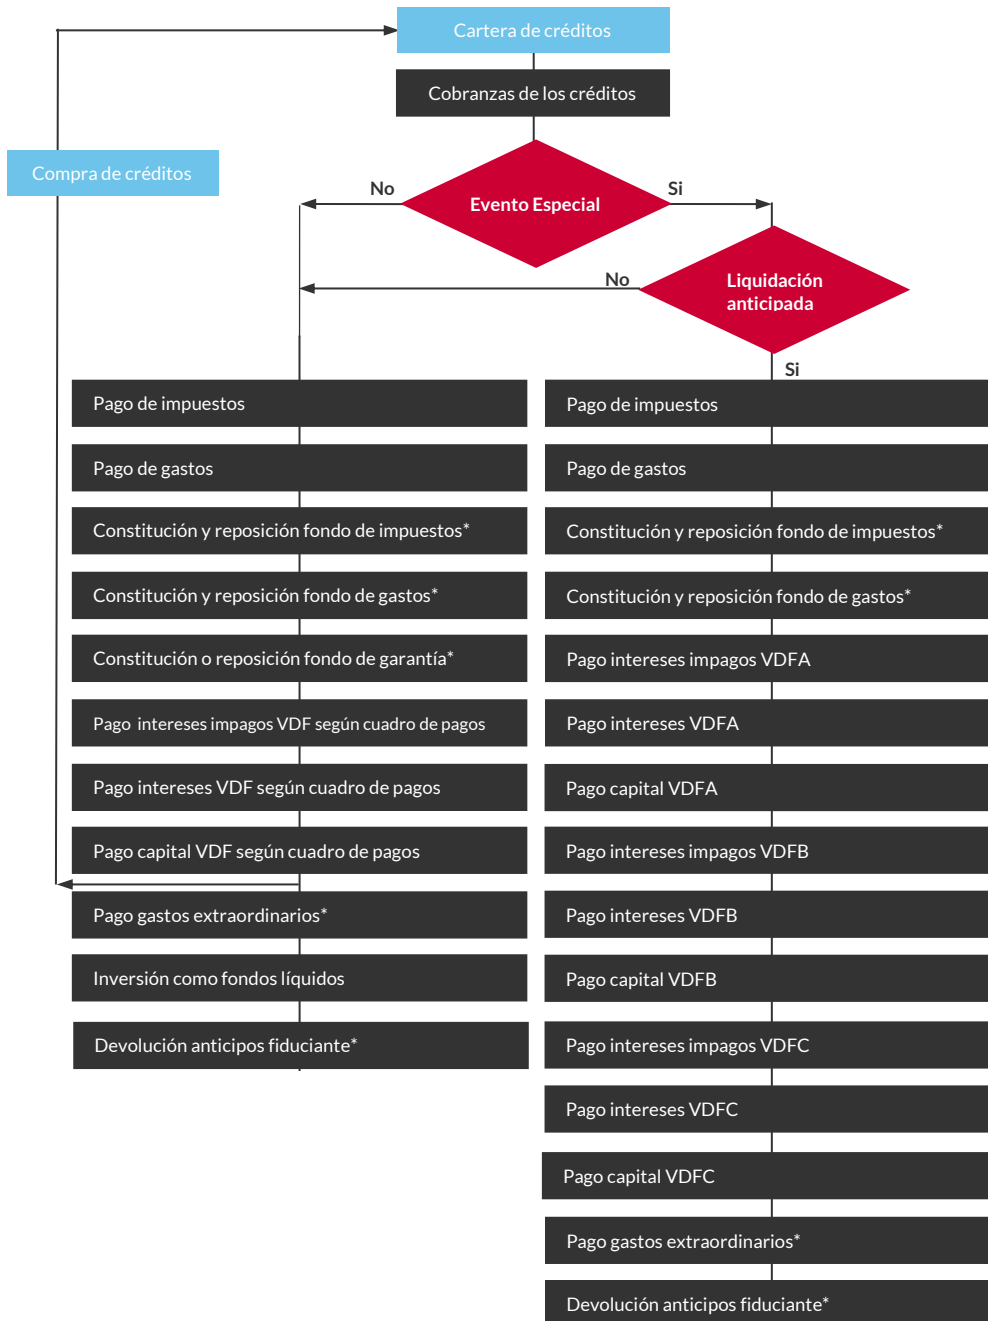 Cartera de créditos
Cobranzas de los créditos
Compra de créditos
No
Si
Evento Especial
No
Liquidación
anticipada
Si
Pago de impuestos
Pago de gastos
Constitución y reposición fondo de impuestos*
Constitución y reposición fondo de gastos*
Constitución o reposición fondo de garantía*
Pago intereses impagos VDF según cuadro de pagos
Pago intereses VDF según cuadro de pagos
Pago capital VDF según cuadro de pagos
Pago gastos extraordinarios*
Inversión como fondos líquidos
Devolución anticipos fiduciante*
Pago de impuestos
Pago de gastos
Constitución y reposición fondo de impuestos*
Constitución y reposición fondo de gastos*
Pago intereses impagos VDFA
Pago intereses VDFA
Pago capital VDFA
Pago intereses impagos VDFB
Pago intereses VDFB
Pago capital VDFB
Pago intereses impagos VDFC
Pago intereses VDFC
Pago capital VDFC
Pago gastos extraordinarios*
Devolución anticipos fiduciante*